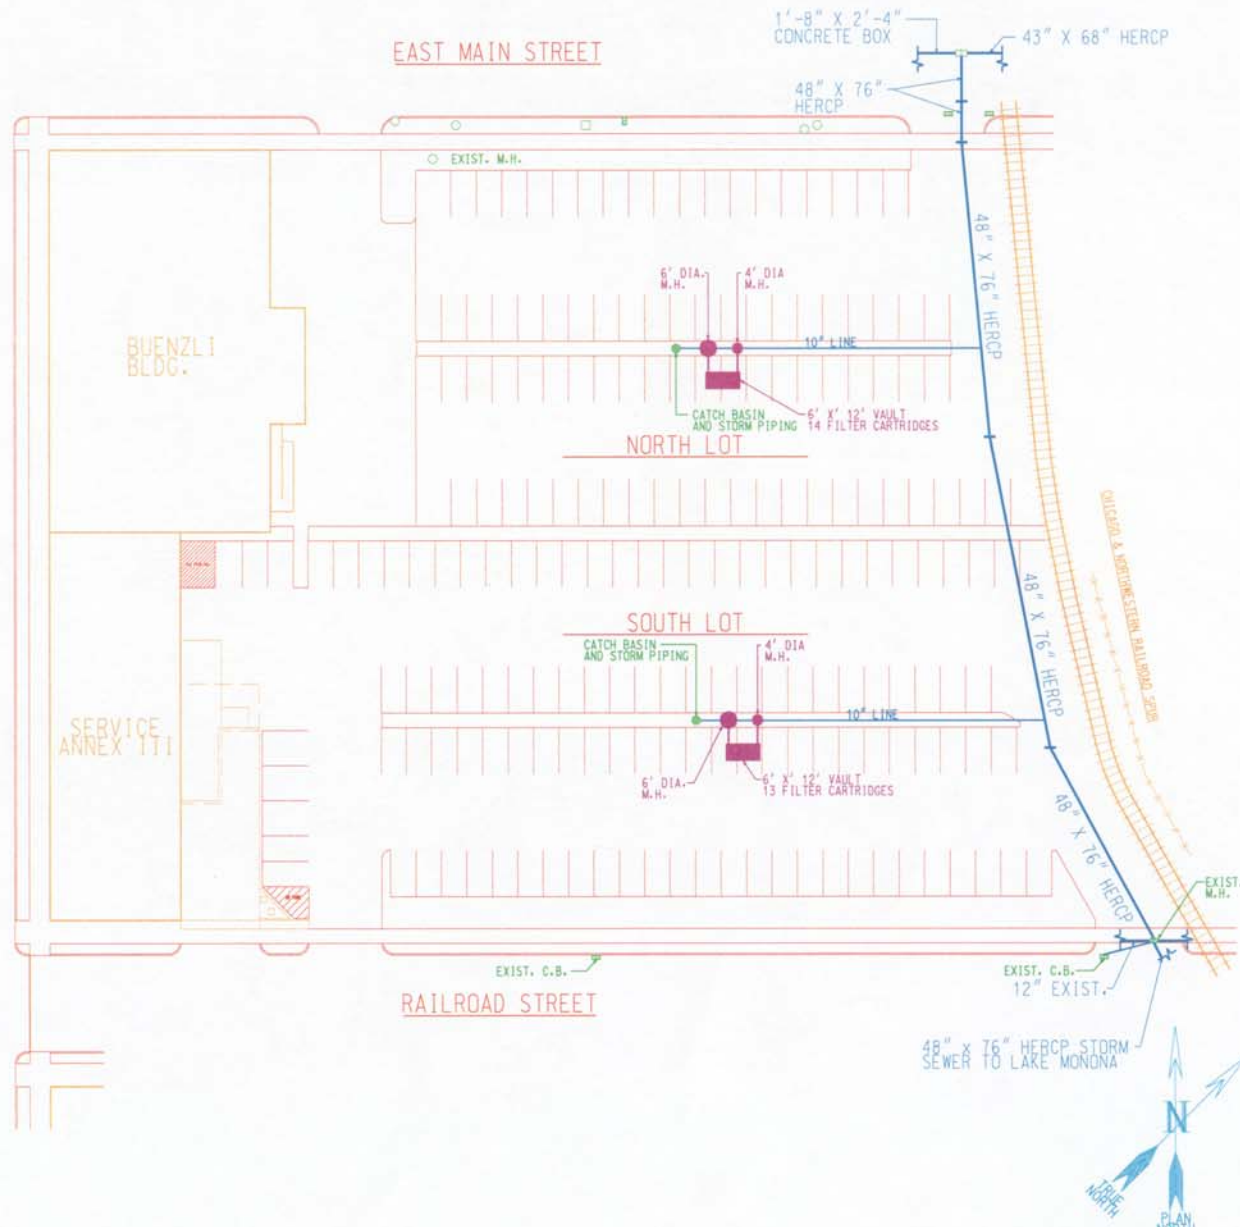 1'-8" X 2'-4"
CONCRETE BOX
43" X 68" HERCP
EAST MAIN STREET
48" X 76"
HERCP
EXIST. M.H.
48" X 76" HERCP
6' DIA.
M.H.
4' DIA
M.H.
BUENZLI
BLDG.
10" LINE
CATCH BASIN
AND STORM PIPING
6' X' 12' VAULT
14 FILTER CARTRIDGES
NORTH LOT
CHICAGO & NORTHWESTERN RAILROAD SPUR
48" X 76" HERCP
SOUTH LOT
CATCH BASIN
AND STORM PIPING
4' DIA
M.H.
SERVICE
ANNEX III
10" LINE
6' DIA.
M.H.
6' X' 12' VAULT
13 FILTER CARTRIDGES
48" X 76" HERCP
EXIST.
M.H.
EXIST. C.B.
EXIST. C.B.
12" EXIST.
RAILROAD STREET
48" x 76" HERCP STORM
SEWER TO LAKE MONONA
N
TRUE
NORTH
PLAN